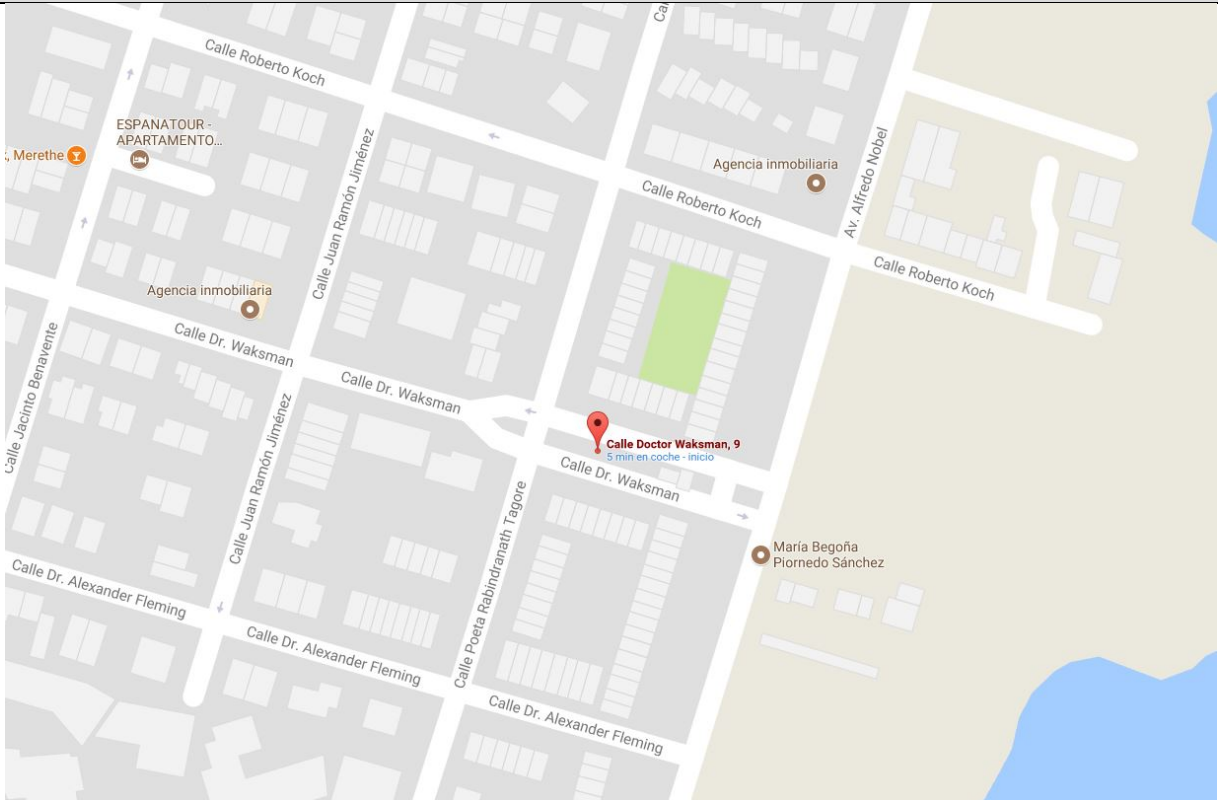 Calle Roberto Koch
ESPANATOUR -
APARTAMENTO...
, Merethe
Calle Juan Ramón Jiménez
Agencia inmobiliaria
Av. Alfredo Nobel
Calle Roberto Koch
Calle Roberto Koch
Agencia inmobiliaria
Calle Dr. Waksman
Calle Jacinto Benavente
Calle Dr. Waksman
Calle Doctor Waksman, 9
5 min en coche - inicio
Calle Dr. Waksman
Calle Juan Ramón Jiménez
Calle Poeta Rabindranath Tagore
María Begoña
Piornedo Sánchez
Calle Dr. Alexander Fleming
Calle Dr. Alexander Fleming
Calle Dr. Alexander Fleming